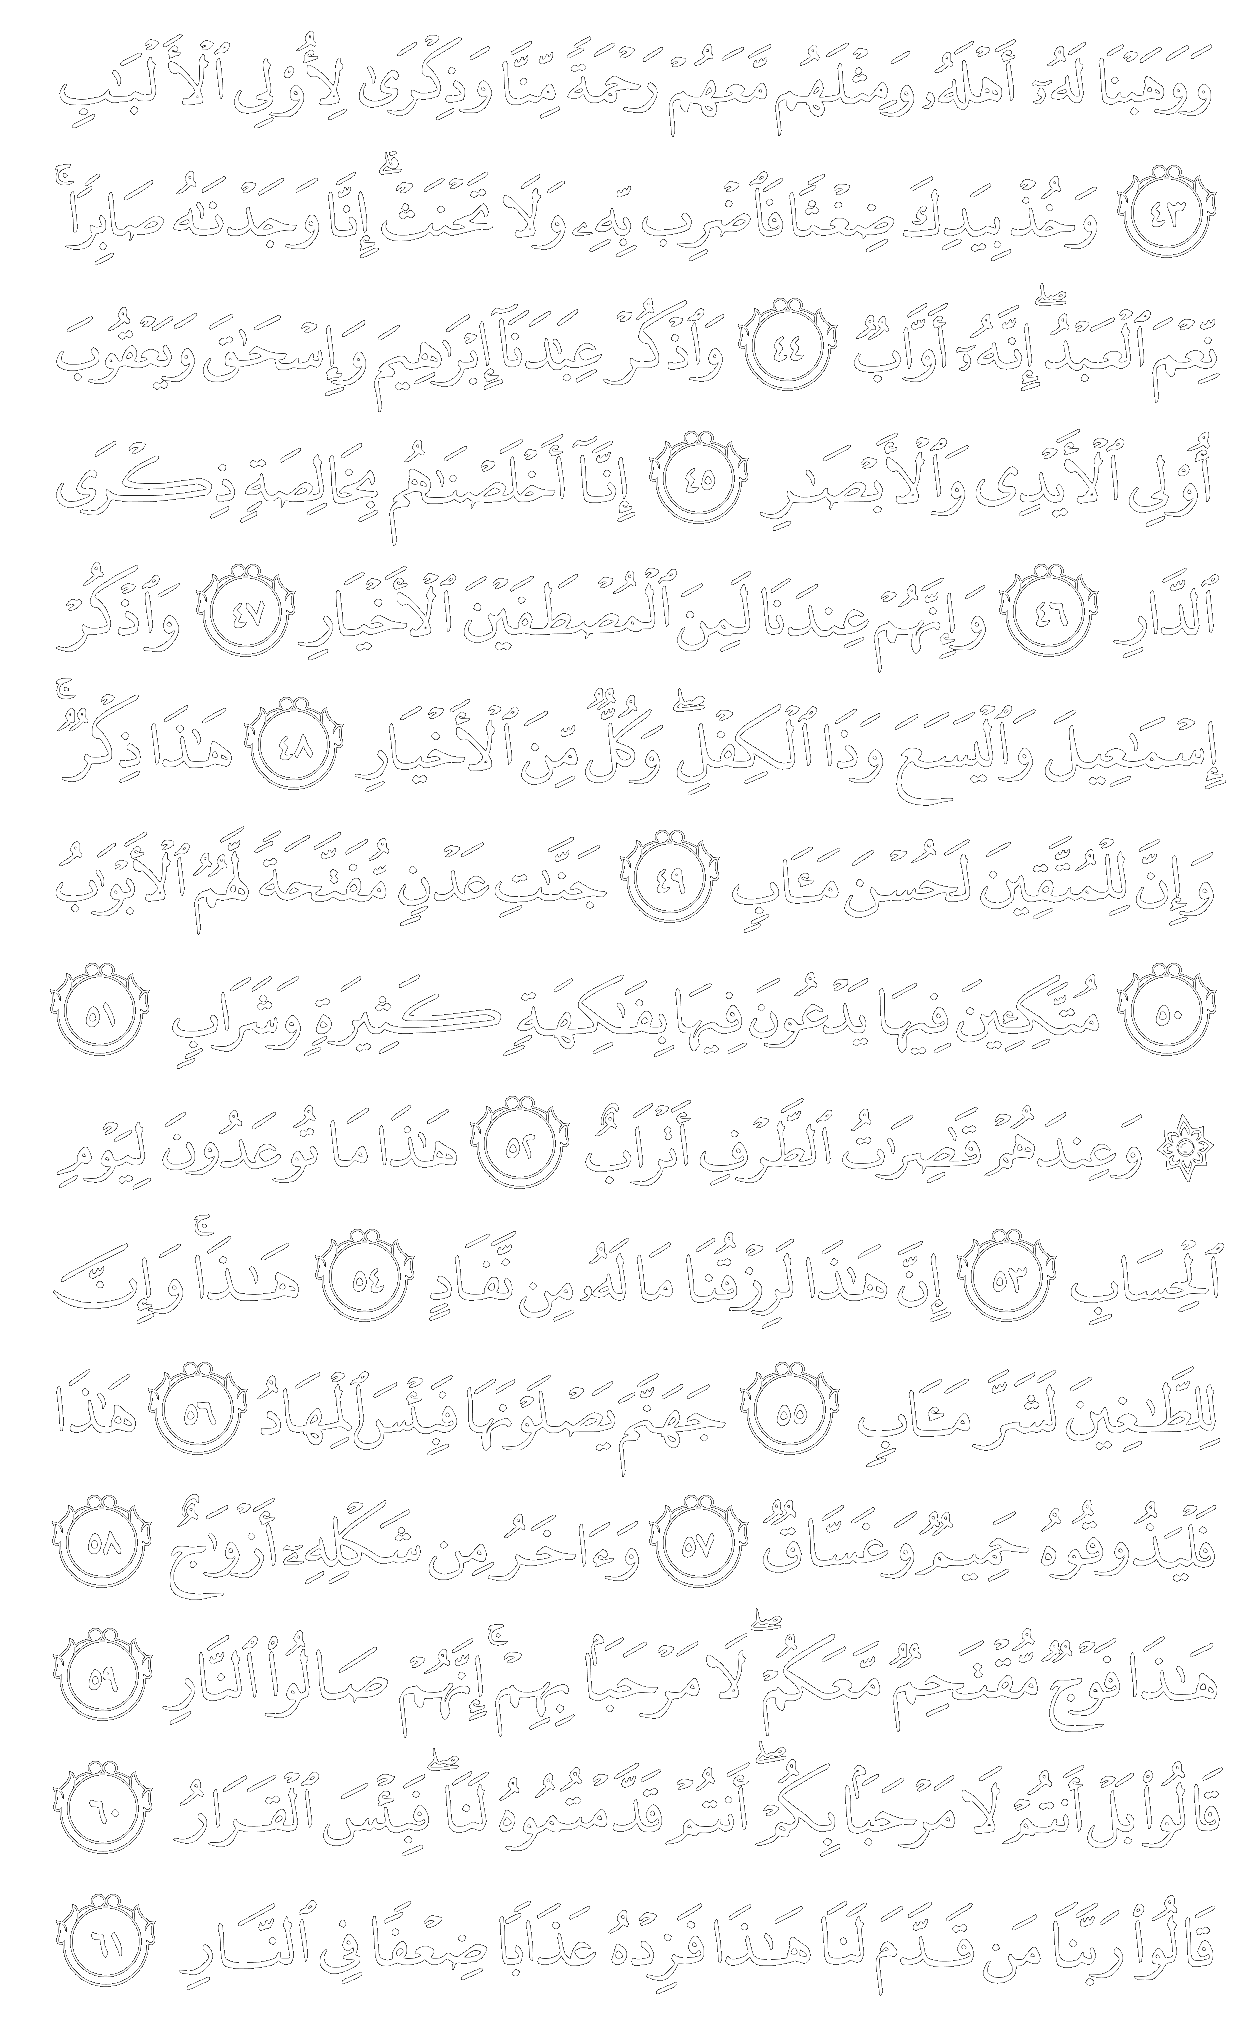 وَوَهَبْنَا لَهُۥٓ أَهْلَهُۥ وَمِثْلَهُم مَّعَهُمْ رَحْمَةً مِّنَّا وَذِكْرَىٰ لِأُو۟لِى ٱلْأَلْبَـٰبِ
٤٣ وَخُذْ بِيَدِكَ ضِغْثًا فَٱضْرِب بِّهِۦ وَلَا تَحْنَثْ ۗ إِنَّا وَجَدْنَـٰهُ صَابِرًا ۚ
نِّعْمَ ٱلْعَبْدُ ۖ إِنَّهُۥٓ أَوَّابٌ ٤٤ وَٱذْكُرْ عِبَـٰدَنَآ إِبْرَٰهِيمَ وَإِسْحَـٰقَ وَيَعْقُوبَ
أُو۟لِى ٱلْأَيْدِى وَٱلْأَبْصَـٰرِ ٤٥ إِنَّآ أَخْلَصْنَـٰهُم بِخَالِصَةٍ ذِكْرَى
ٱلدَّارِ ٤٦ وَإِنَّهُمْ عِندَنَا لَمِنَ ٱلْمُصْطَفَيْنَ ٱلْأَخْيَارِ ٤٧ وَٱذْكُرْ
إِسْمَـٰعِيلَ وَٱلْيَسَعَ وَذَا ٱلْكِفْلِ ۖ وَكُلٌّ مِّنَ ٱلْأَخْيَارِ ٤٨ هَـٰذَا ذِكْرٌ ۚ
وَإِنَّ لِلْمُتَّقِينَ لَحُسْنَ مَـَٔابٍ ٤٩ جَنَّـٰتِ عَدْنٍ مُّفَتَّحَةً لَّهُمُ ٱلْأَبْوَٰبُ
٥٠ مُتَّكِـِٔينَ فِيهَا يَدْعُونَ فِيهَا بِفَـٰكِهَةٍ كَثِيرَةٍ وَشَرَابٍ ٥١
۞ وَعِندَهُمْ قَـٰصِرَٰتُ ٱلطَّرْفِ أَتْرَابٌ ٥٢ هَـٰذَا مَا تُوعَدُونَ لِيَوْمِ
ٱلْحِسَابِ ٥٣ إِنَّ هَـٰذَا لَرِزْقُنَا مَا لَهُۥ مِن نَّفَادٍ ٥٤ هَـٰذَا ۚ وَإِنَّ
لِلطَّـٰغِينَ لَشَرَّ مَـَٔابٍ ٥٥ جَهَنَّمَ يَصْلَوْنَهَا فَبِئْسَ ٱلْمِهَادُ ٥٦ هَـٰذَا
فَلْيَذُوقُوهُ حَمِيمٌ وَغَسَّاقٌ ٥٧ وَءَاخَرُ مِن شَكْلِهِۦٓ أَزْوَٰجٌ ٥٨
هَـٰذَا فَوْجٌ مُّقْتَحِمٌ مَّعَكُمْ ۖ لَا مَرْحَبًۢا بِهِمْ ۚ إِنَّهُمْ صَالُوا۟ ٱلنَّارِ ٥٩
قَالُوا۟ بَلْ أَنتُمْ لَا مَرْحَبًۢا بِكُمْ ۖ أَنتُمْ قَدَّمْتُمُوهُ لَنَا ۖ فَبِئْسَ ٱلْقَرَارُ ٦٠
قَالُوا۟ رَبَّنَا مَن قَدَّمَ لَنَا هَـٰذَا فَزِدْهُ عَذَابًا ضِعْفًا فِى ٱلنَّارِ ٦١